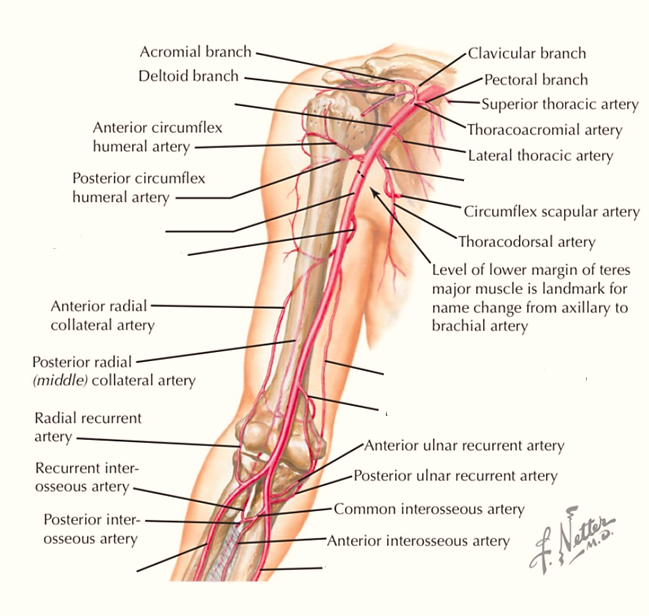 Acromial branch
Deltoid branch
Anterior circumflex
humeral artery
Posterior circumflex
humeral artery
Anterior radial
collateral artery
Posterior radial
(middle) collateral artery
Radial recurrent
artery
Recurrent inter-
osseous artery
Posterior inter-
osseous artery
Clavicular branch
Pectoral branch
Superior thoracic artery
Thoracoacromial artery
Lateral thoracic artery
Circumflex scapular artery
Thoracodorsal artery
Level of lower margin of teres
major muscle is landmark for
name change from axillary to
brachial artery
Anterior ulnar recurrent artery
Posterior ulnar recurrent artery
Common interosseous artery
Anterior interosseous artery
F. Netter
M.D.